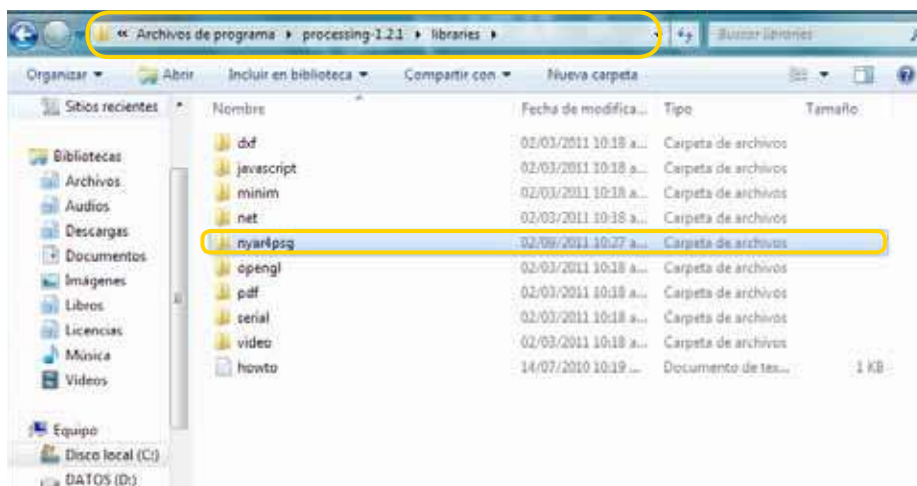 « Archivos de programa ▸ processing-1.2.1 ▸ libraries ▸
Buscar libraries
Organizar Abrir Incluir en biblioteca Compartir con Nueva carpeta
Nombre Fecha de modifica... Tipo Tamaño
Sitios recientes
Bibliotecas
Archivos
Audios
Descargas
Documentos
Imágenes
Libros
Licencias
Música
Videos
Equipo
Disco local (C:)
DATOS (D:)
dxf 02/03/2011 10:18 a... Carpeta de archivos
javascript 02/03/2011 10:18 a... Carpeta de archivos
minim 02/03/2011 10:18 a... Carpeta de archivos
net 02/03/2011 10:18 a... Carpeta de archivos
nyar4psg 02/09/2011 10:27 a... Carpeta de archivos
opengl 02/03/2011 10:18 a... Carpeta de archivos
pdf 02/03/2011 10:18 a... Carpeta de archivos
serial 02/03/2011 10:18 a... Carpeta de archivos
video 02/03/2011 10:18 a... Carpeta de archivos
howto 14/07/2010 10:19 ... Documento de tex... 1 KB